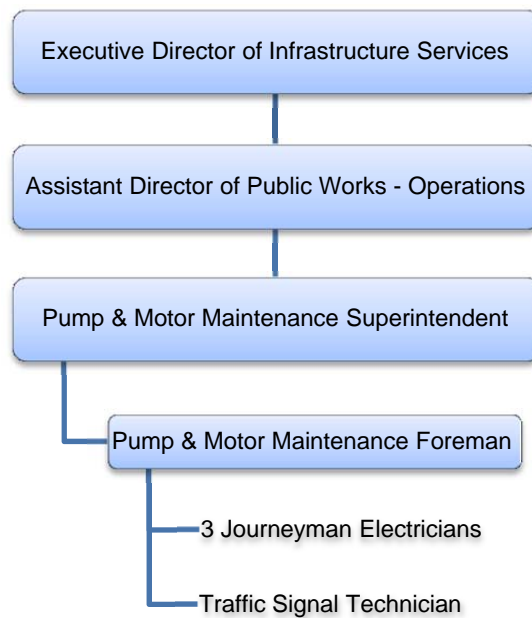 Executive Director of Infrastructure Services
Assistant Director of Public Works - Operations
Pump & Motor Maintenance Superintendent
Pump & Motor Maintenance Foreman
3 Journeyman Electricians
Traffic Signal Technician